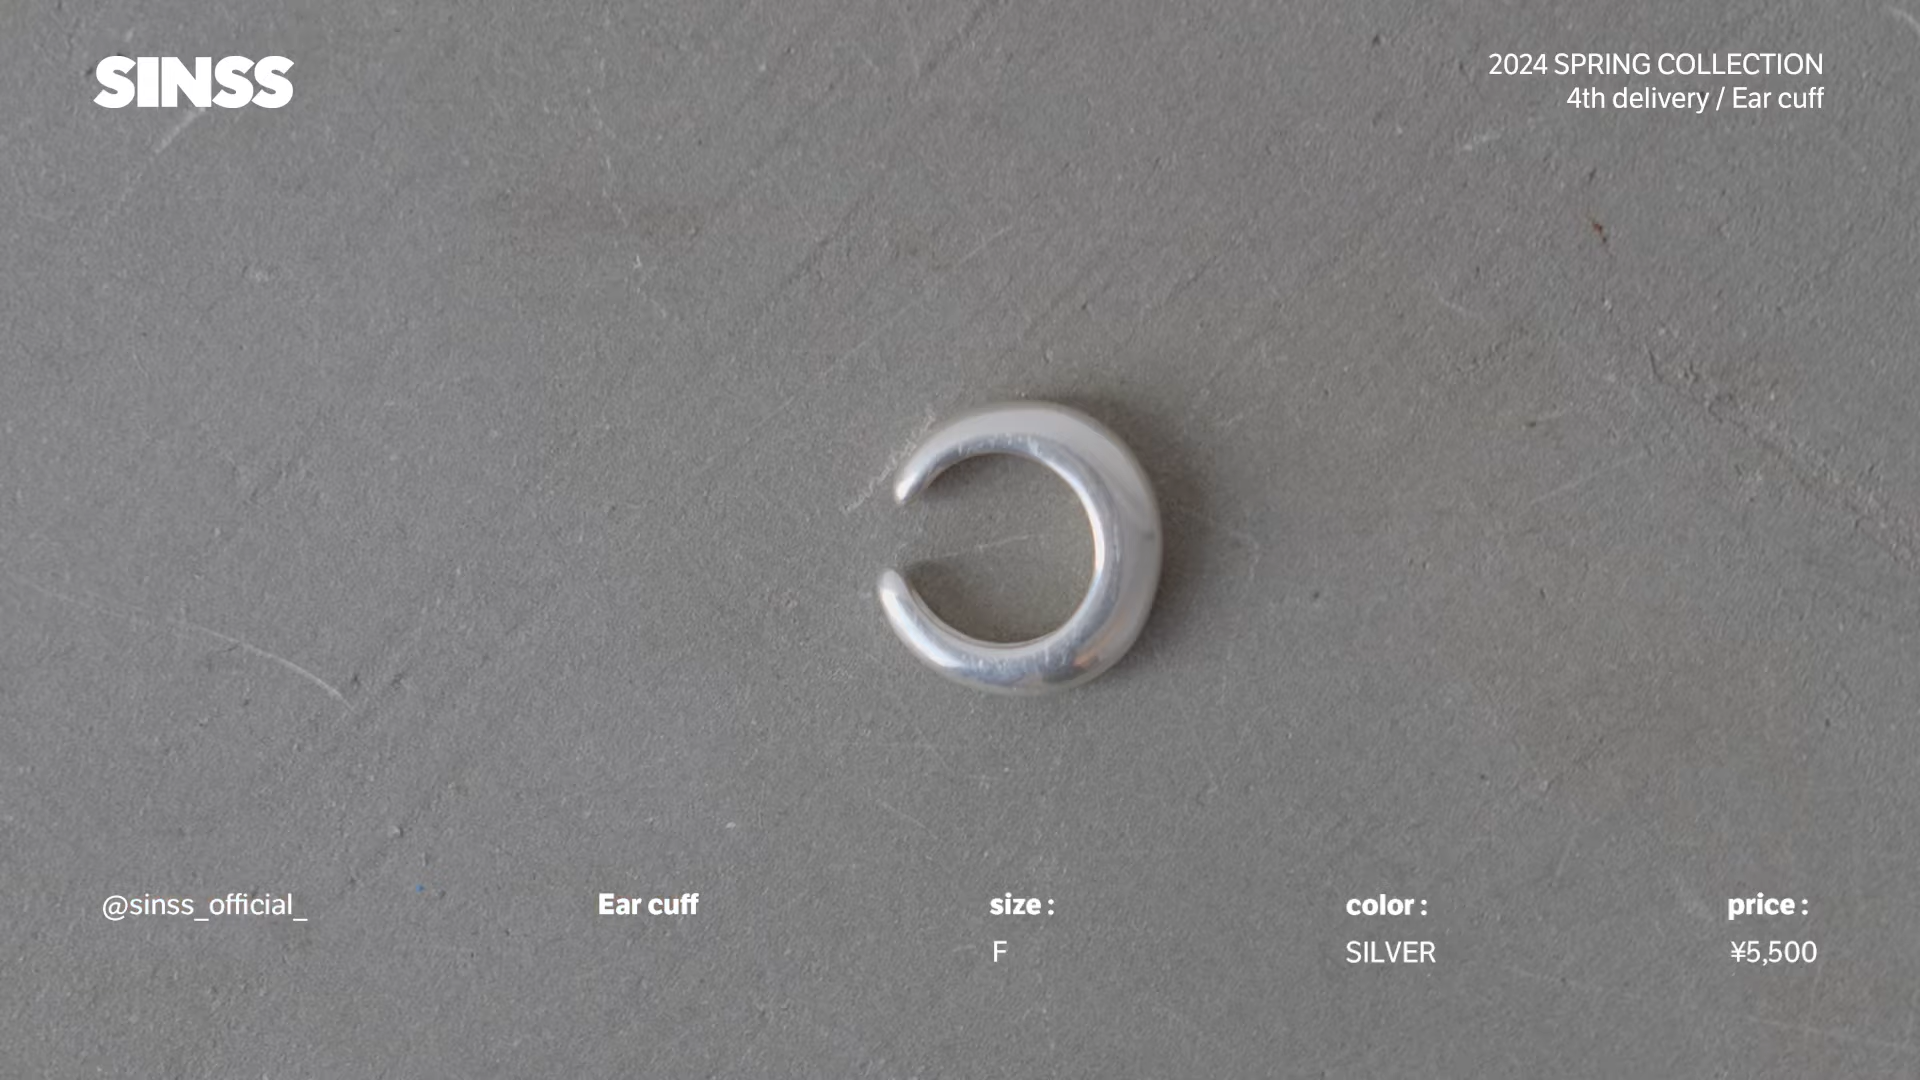 SINSS
2024 SPRING COLLECTION
4th delivery / Ear cuff
@sinss_official_
Ear cuff
size :
F
color :
SILVER
price :
¥5,500